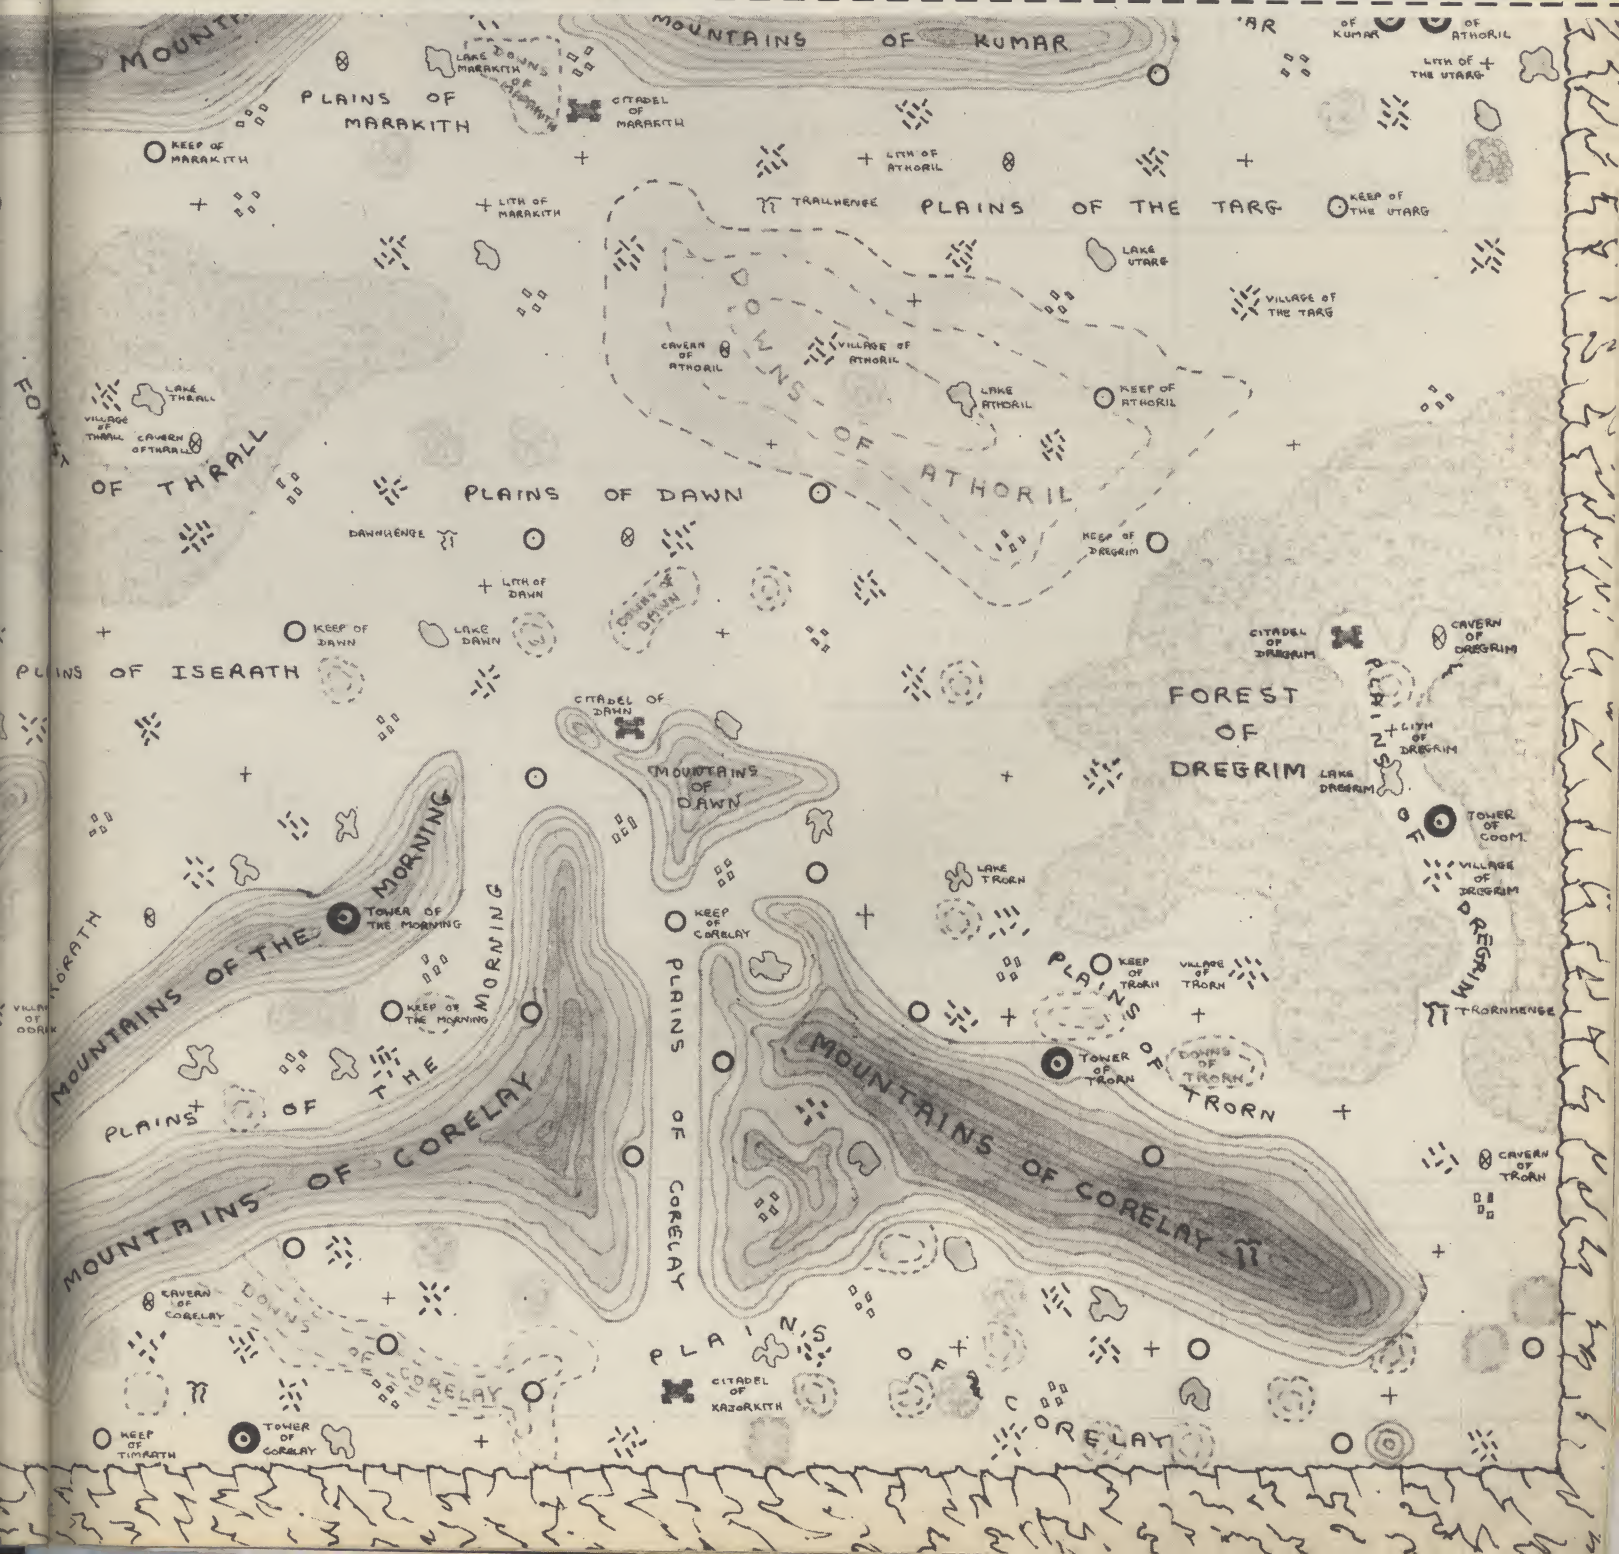 MOUNT
MOUNTAINS OF KUMAR
AR
OF
KUMAR
OF
ATHORIL
LAKE
MARAKITH
DOWNS
OF
MARAKITH
LITH OF
THE UTARG
PLAINS OF
MARAKITH
CITADEL
OF
MARAKITH
KEEP OF
MARAKITH
LITH OF
ATHORIL
LITH OF
MARAKITH
TRALLHENGE
PLAINS OF THE TARG
KEEP OF
THE UTARG
LAKE
UTARG
VILLAGE OF
THE TARG
DOWNS
OF
ATHORIL
CAVERN
OF
ATHORIL
VILLAGE OF
ATHORIL
LAKE
ATHORIL
KEEP OF
ATHORIL
LAKE
THRALL
VILLAGE
OF
THRALL
CAVERN
OF THRALL
OF THRALL
PLAINS OF DAWN
DAWNHENGE
KEEP OF
DREGRIM
LITH OF
DAWN
DOWNS OF
DAWN
KEEP OF
DAWN
LAKE
DAWN
CITADEL
OF
DREGRIM
CAVERN
OF
DREGRIM
PLAINS OF ISERATH
CITADEL OF
DAWN
FOREST
OF
DREGRIM
PLAINS
OF
DREGRIM
LITH
OF
DREGRIM
LAKE
DREGRIM
MOUNTAINS
OF
DAWN
TOWER
OF
COOM
VILLAGE
OF
DREGRIM
LAKE
TRORN
MOUNTAINS OF THE MORNING
TOWER OF
THE MORNING
KEEP
OF
CORELAY
KEEP OF
THE MORNING
PLAINS OF THE MORNING
PLAINS OF CORELAY
KEEP
OF
TRORN
VILLAGE
OF
TRORN
PLAINS
OF
TRORN
TRORNHENGE
TOWER
OF
TRORN
DOWNS
OF
TRORN
MOUNTAINS OF CORELAY
MOUNTAINS OF CORELAY
CAVERN
OF
TRORN
CAVERN
OF
CORELAY
DOWNS
OF
CORELAY
PLAINS
OF
CORELAY
CITADEL
OF
XAJORKITH
KEEP
OF
TIMRATH
TOWER
OF
CORELAY